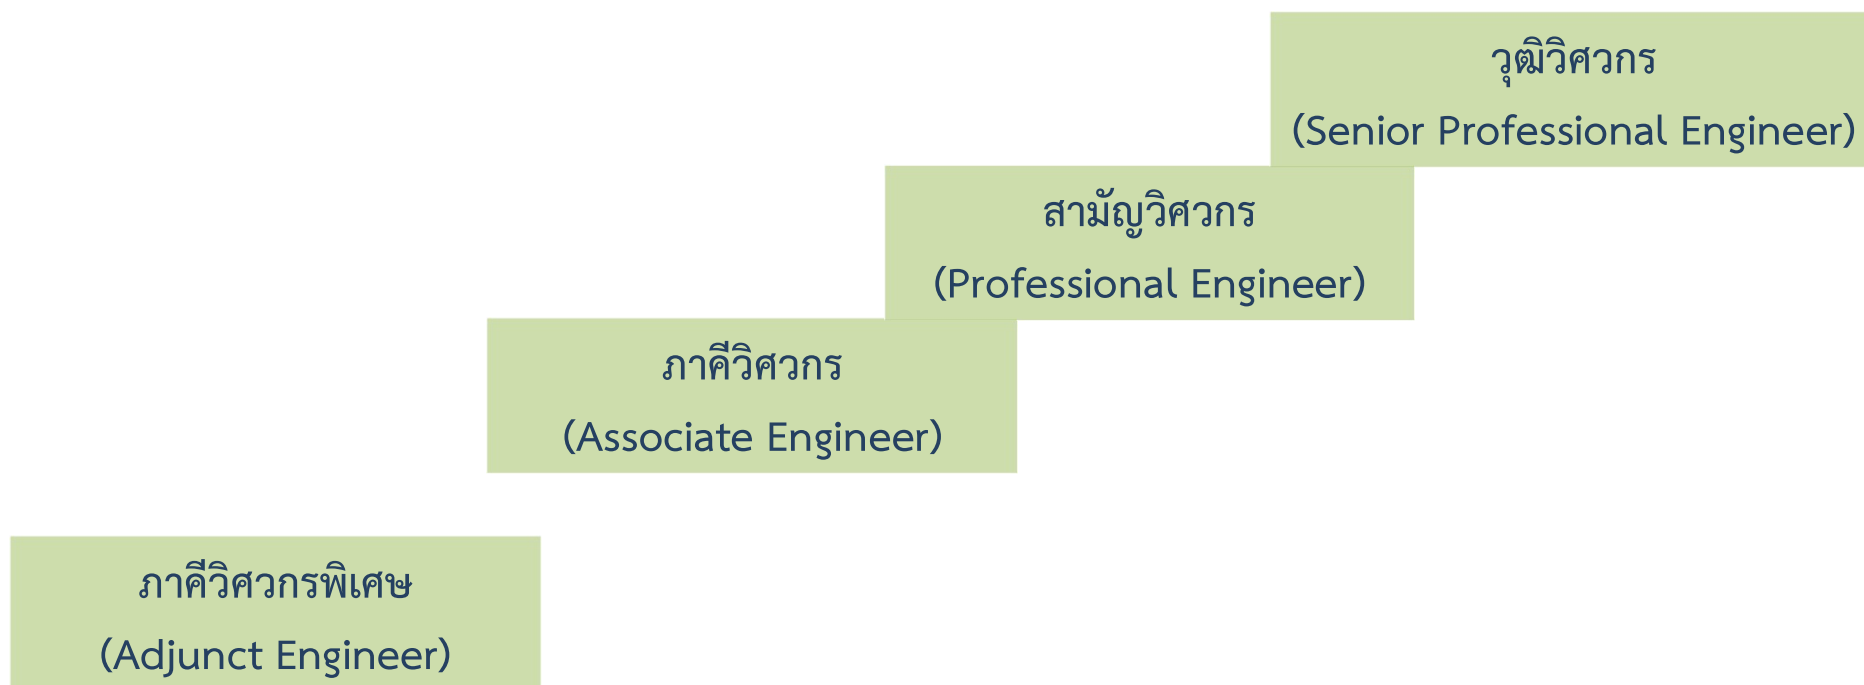 วุฒิวิศวกร
(Senior Professional Engineer)
สามัญวิศวกร
(Professional Engineer)
ภาคีวิศวกร
(Associate Engineer)
ภาคีวิศวกรพิเศษ
(Adjunct Engineer)